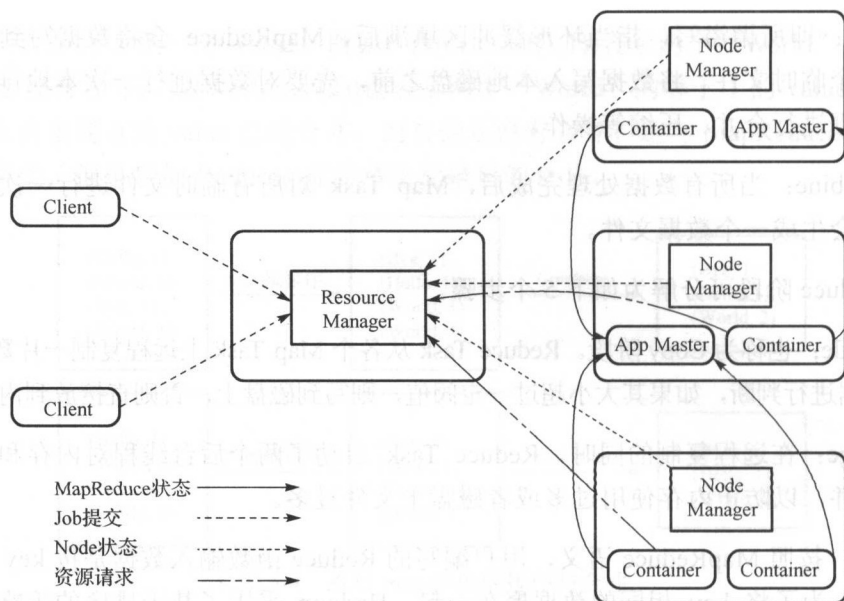 Node
Manager
Container
App Master
Client
Resource
Manager
Node
Manager
App Master
Container
Client
MapReduce状态
Job提交
Node状态
资源请求
Node
Manager
Container
Container